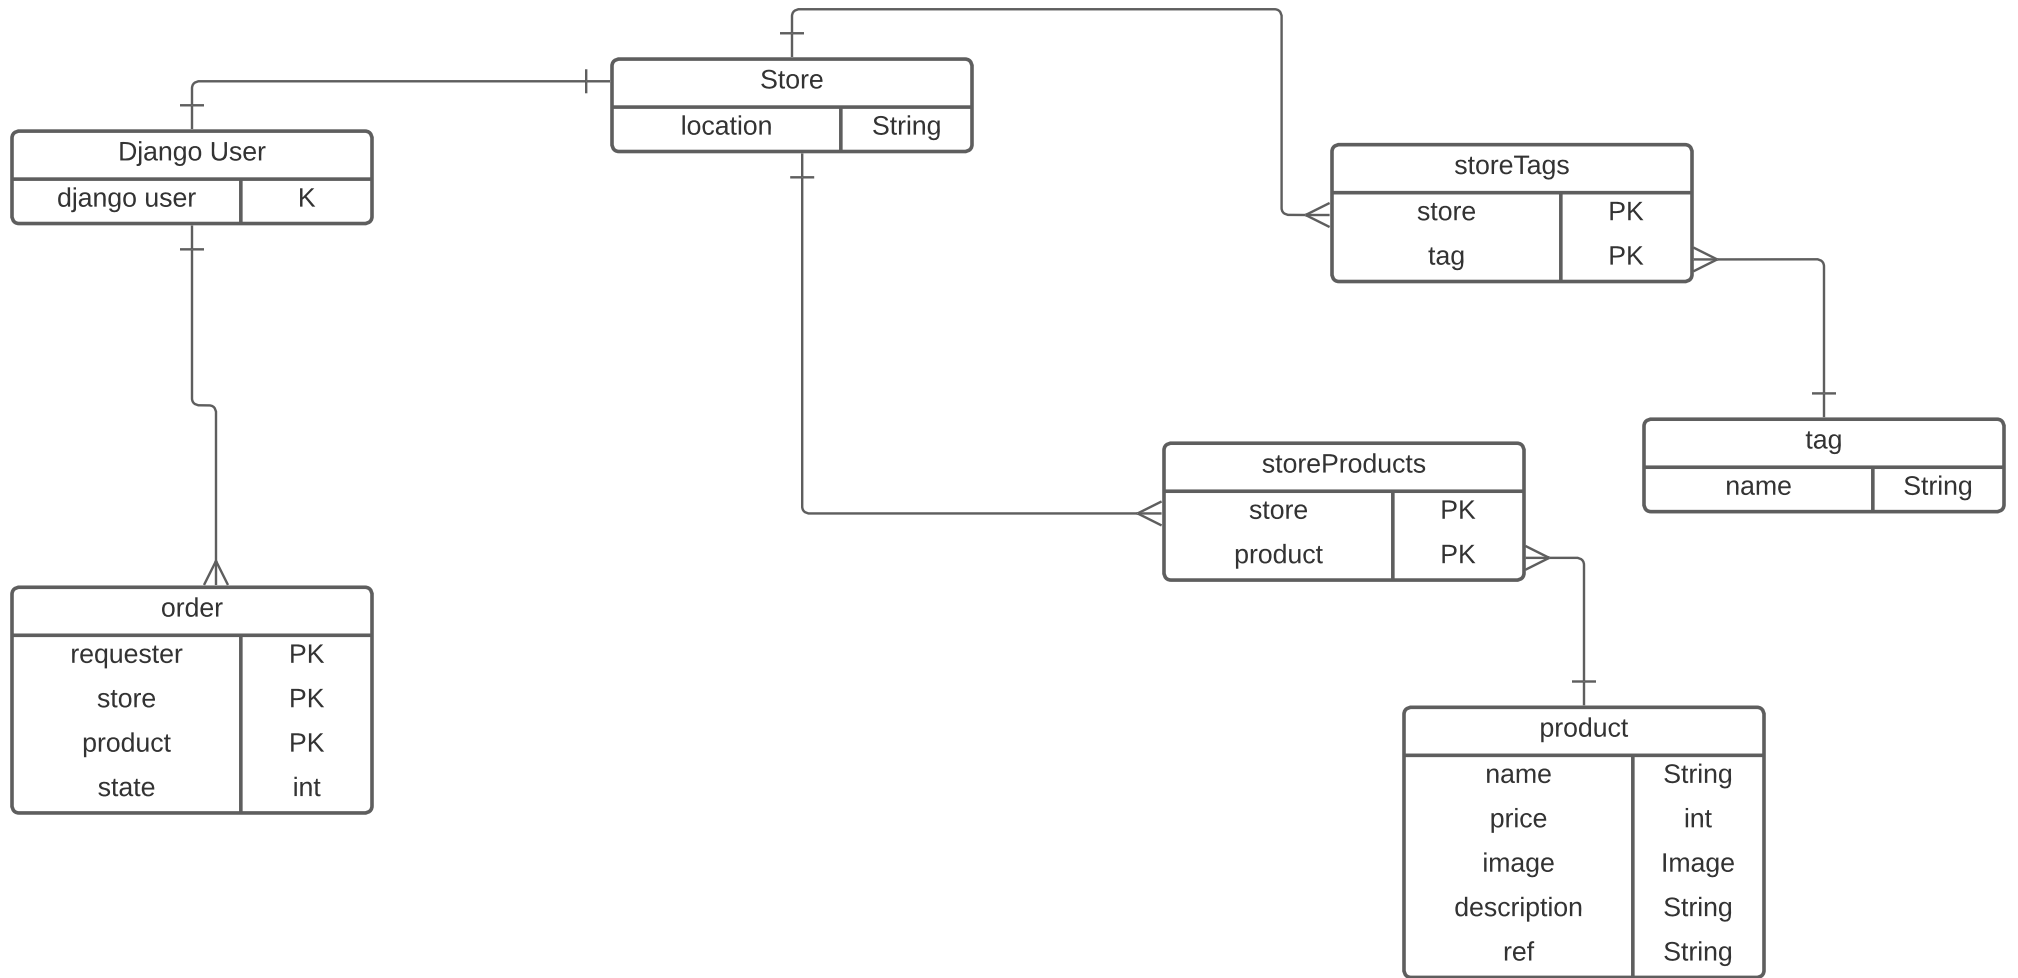 Store
location String
Django User
django user K
storeTags
store PK
tag PK
tag
name String
storeProducts
store PK
product PK
order
requester PK
store PK
product PK
state int
product
name String
price int
image Image
description String
ref String